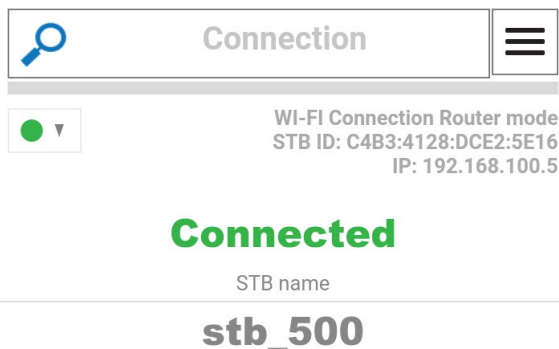 Connection
WI-FI Connection Router mode
STB ID: C4B3:4128:DCE2:5E16
IP: 192.168.100.5
Connected
STB name
stb_500